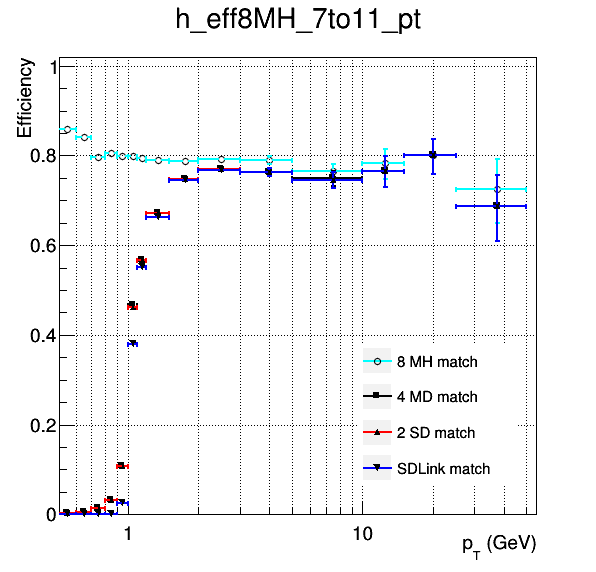 h_eff8MH_7to11_pt
Efficiency
1
0.8
0.6
0.4
0.2
0
8 MH match
4 MD match
2 SD match
SDLink match
1
10
pT (GeV)